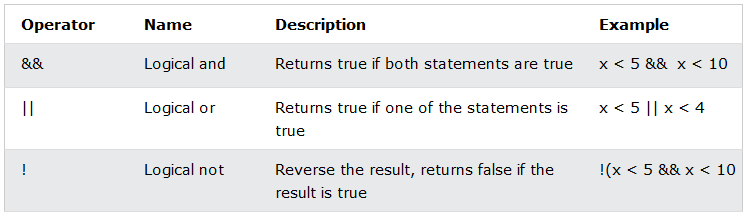 Operator Name Description Example
&& Logical and Returns true if both statements are true x < 5 &&  x < 10
|| Logical or Returns true if one of the statements is x < 5 || x < 4
true
! Logical not Reverse the result, returns false if the !(x < 5 && x < 10
result is true